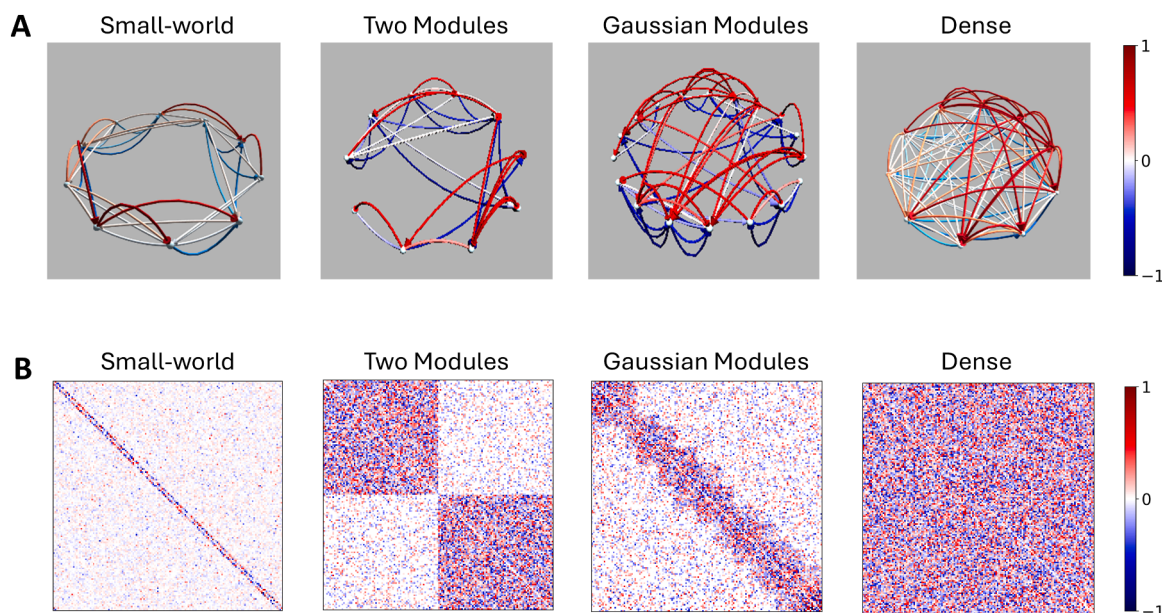 A
Small-world
Two Modules
Gaussian Modules
Dense
1
0
−1
B
Small-world
Two Modules
Gaussian Modules
Dense
1
0
−1